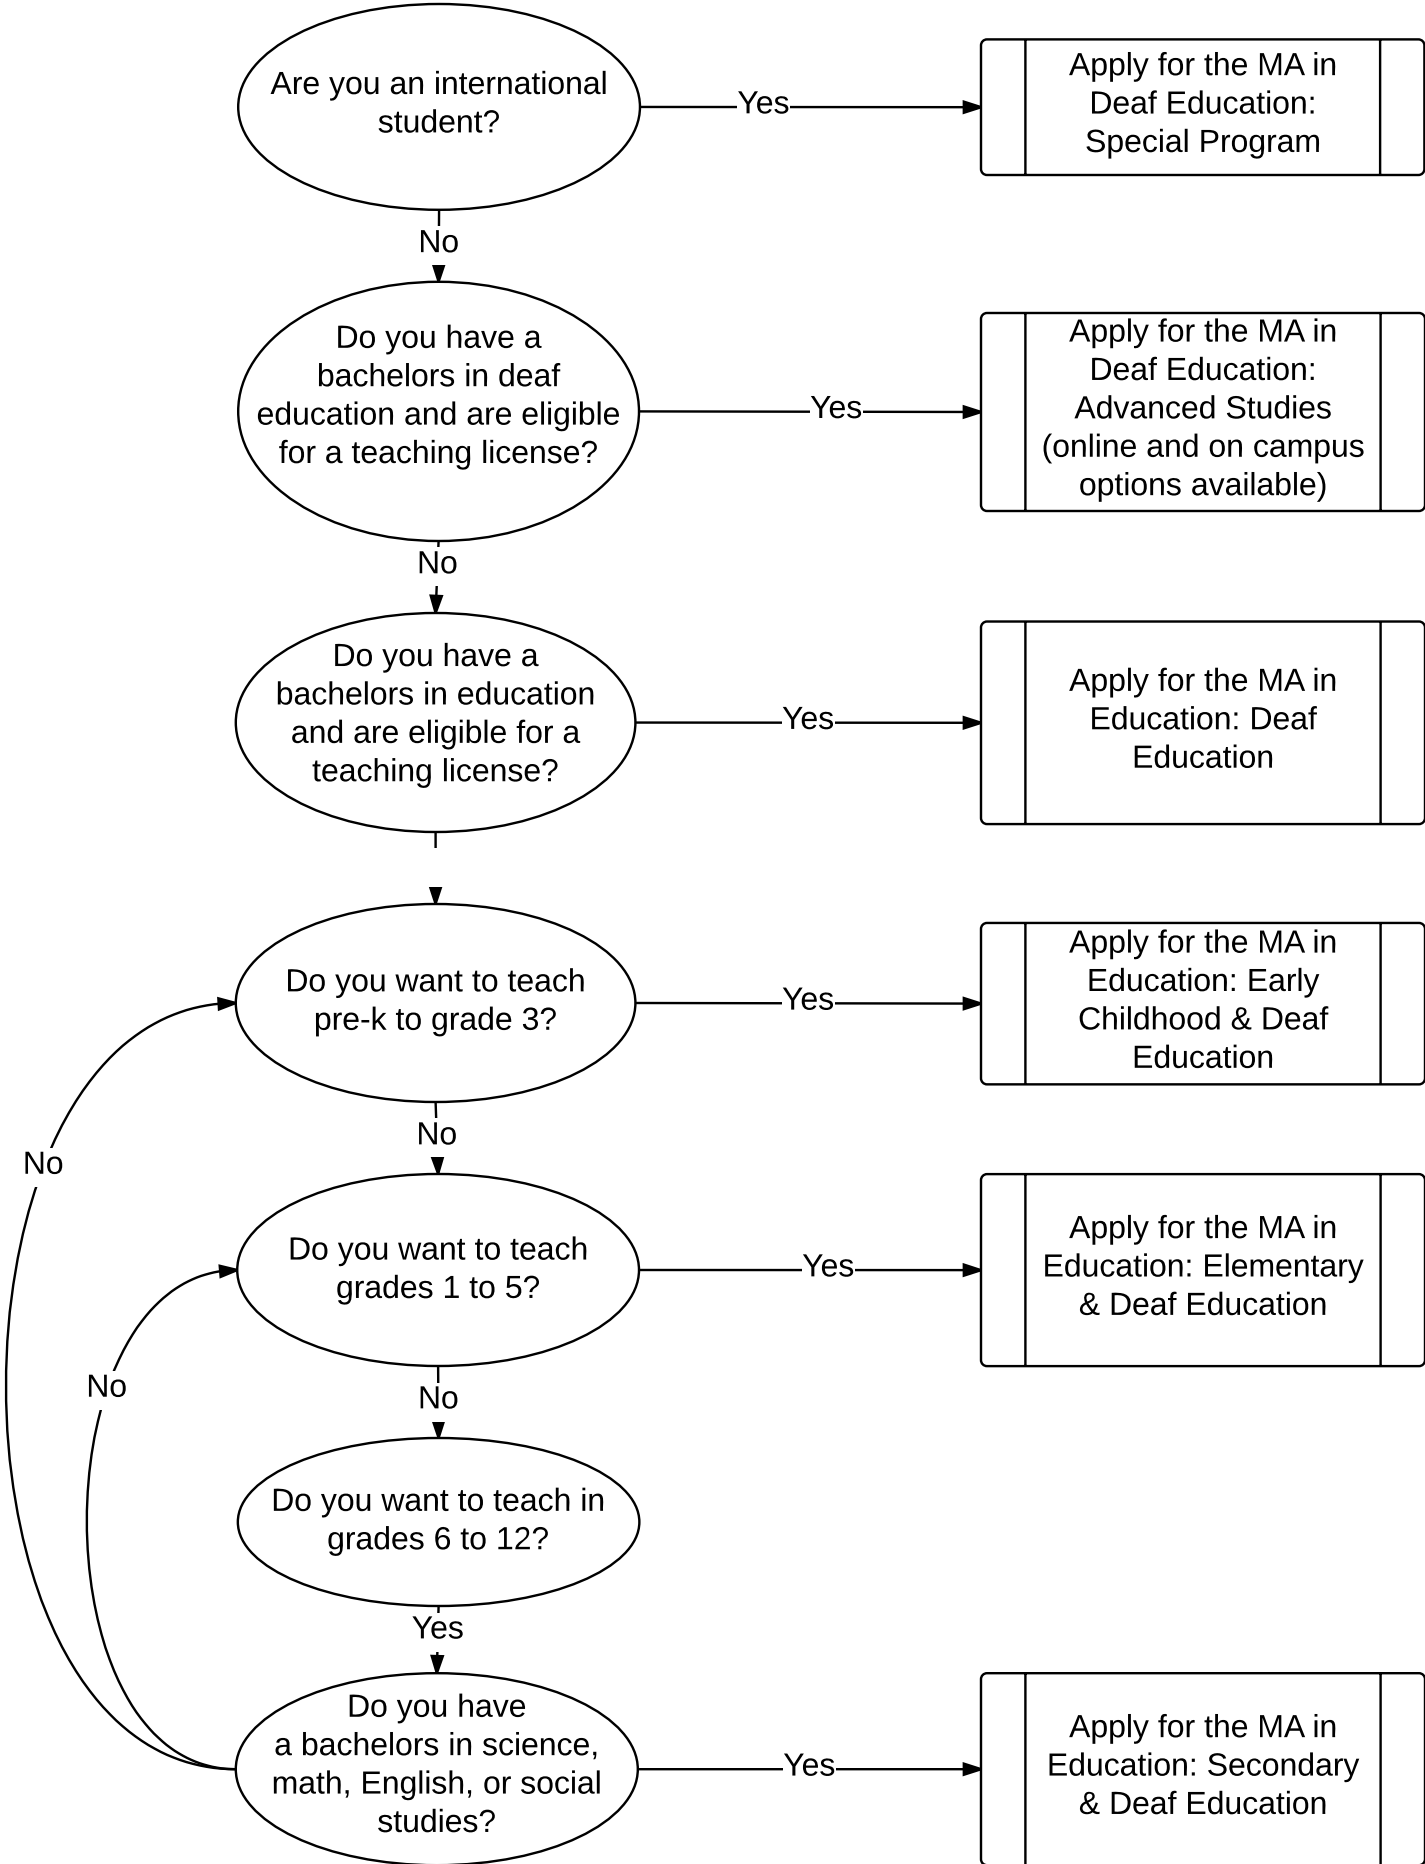 Are you an international
student?
Yes
Apply for the MA in
Deaf Education:
Special Program
No
Do you have a
bachelors in deaf
education and are eligible
for a teaching license?
Yes
Apply for the MA in
Deaf Education:
Advanced Studies
(online and on campus
options available)
No
Do you have a
bachelors in education
and are eligible for a
teaching license?
Yes
Apply for the MA in
Education: Deaf
Education
Do you want to teach
pre-k to grade 3?
Yes
Apply for the MA in
Education: Early
Childhood & Deaf
Education
No
No
Do you want to teach
grades 1 to 5?
Yes
Apply for the MA in
Education: Elementary
& Deaf Education
No
No
Do you want to teach in
grades 6 to 12?
Yes
Do you have
a bachelors in science,
math, English, or social
studies?
Yes
Apply for the MA in
Education: Secondary
& Deaf Education